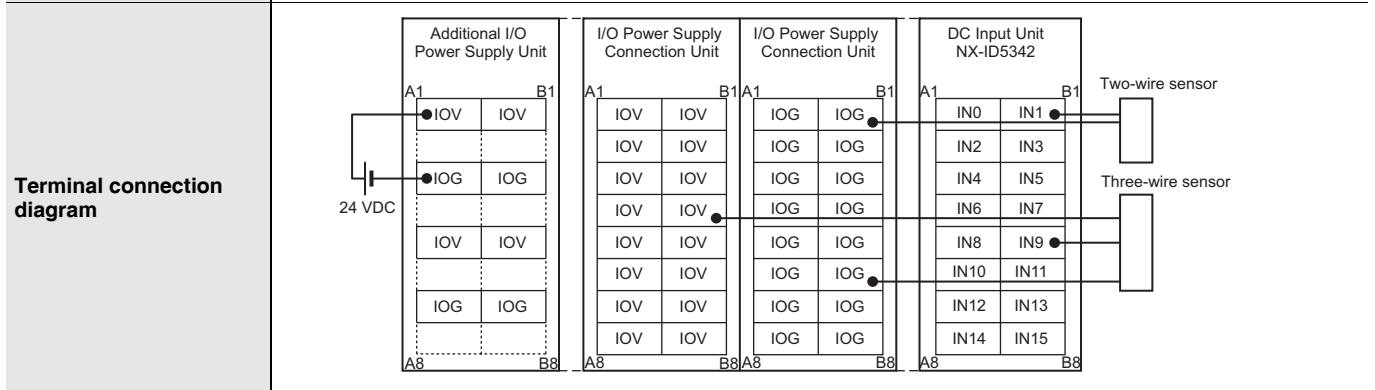 Terminal connection
diagram
Additional I/O
Power Supply Unit
I/O Power Supply
Connection Unit
I/O Power Supply
Connection Unit
DC Input Unit
NX-ID5342
A1 B1 A1 B1 A1 B1 A1 B1
Two-wire sensor
IOV IOV IOV IOV IOG IOG IN0 IN1
IOV IOV IOG IOG IN2 IN3
IOG IOG IOV IOV IOG IOG IN4 IN5
Three-wire sensor
24 VDC
IOV IOV IOG IOG IN6 IN7
IOV IOV IOV IOV IOG IOG IN8 IN9
IOV IOV IOG IOG IN10 IN11
IOG IOG IOV IOV IOG IOG IN12 IN13
IOV IOV IOG IOG IN14 IN15
A8 B8 A8 B8 A8 B8 A8 B8